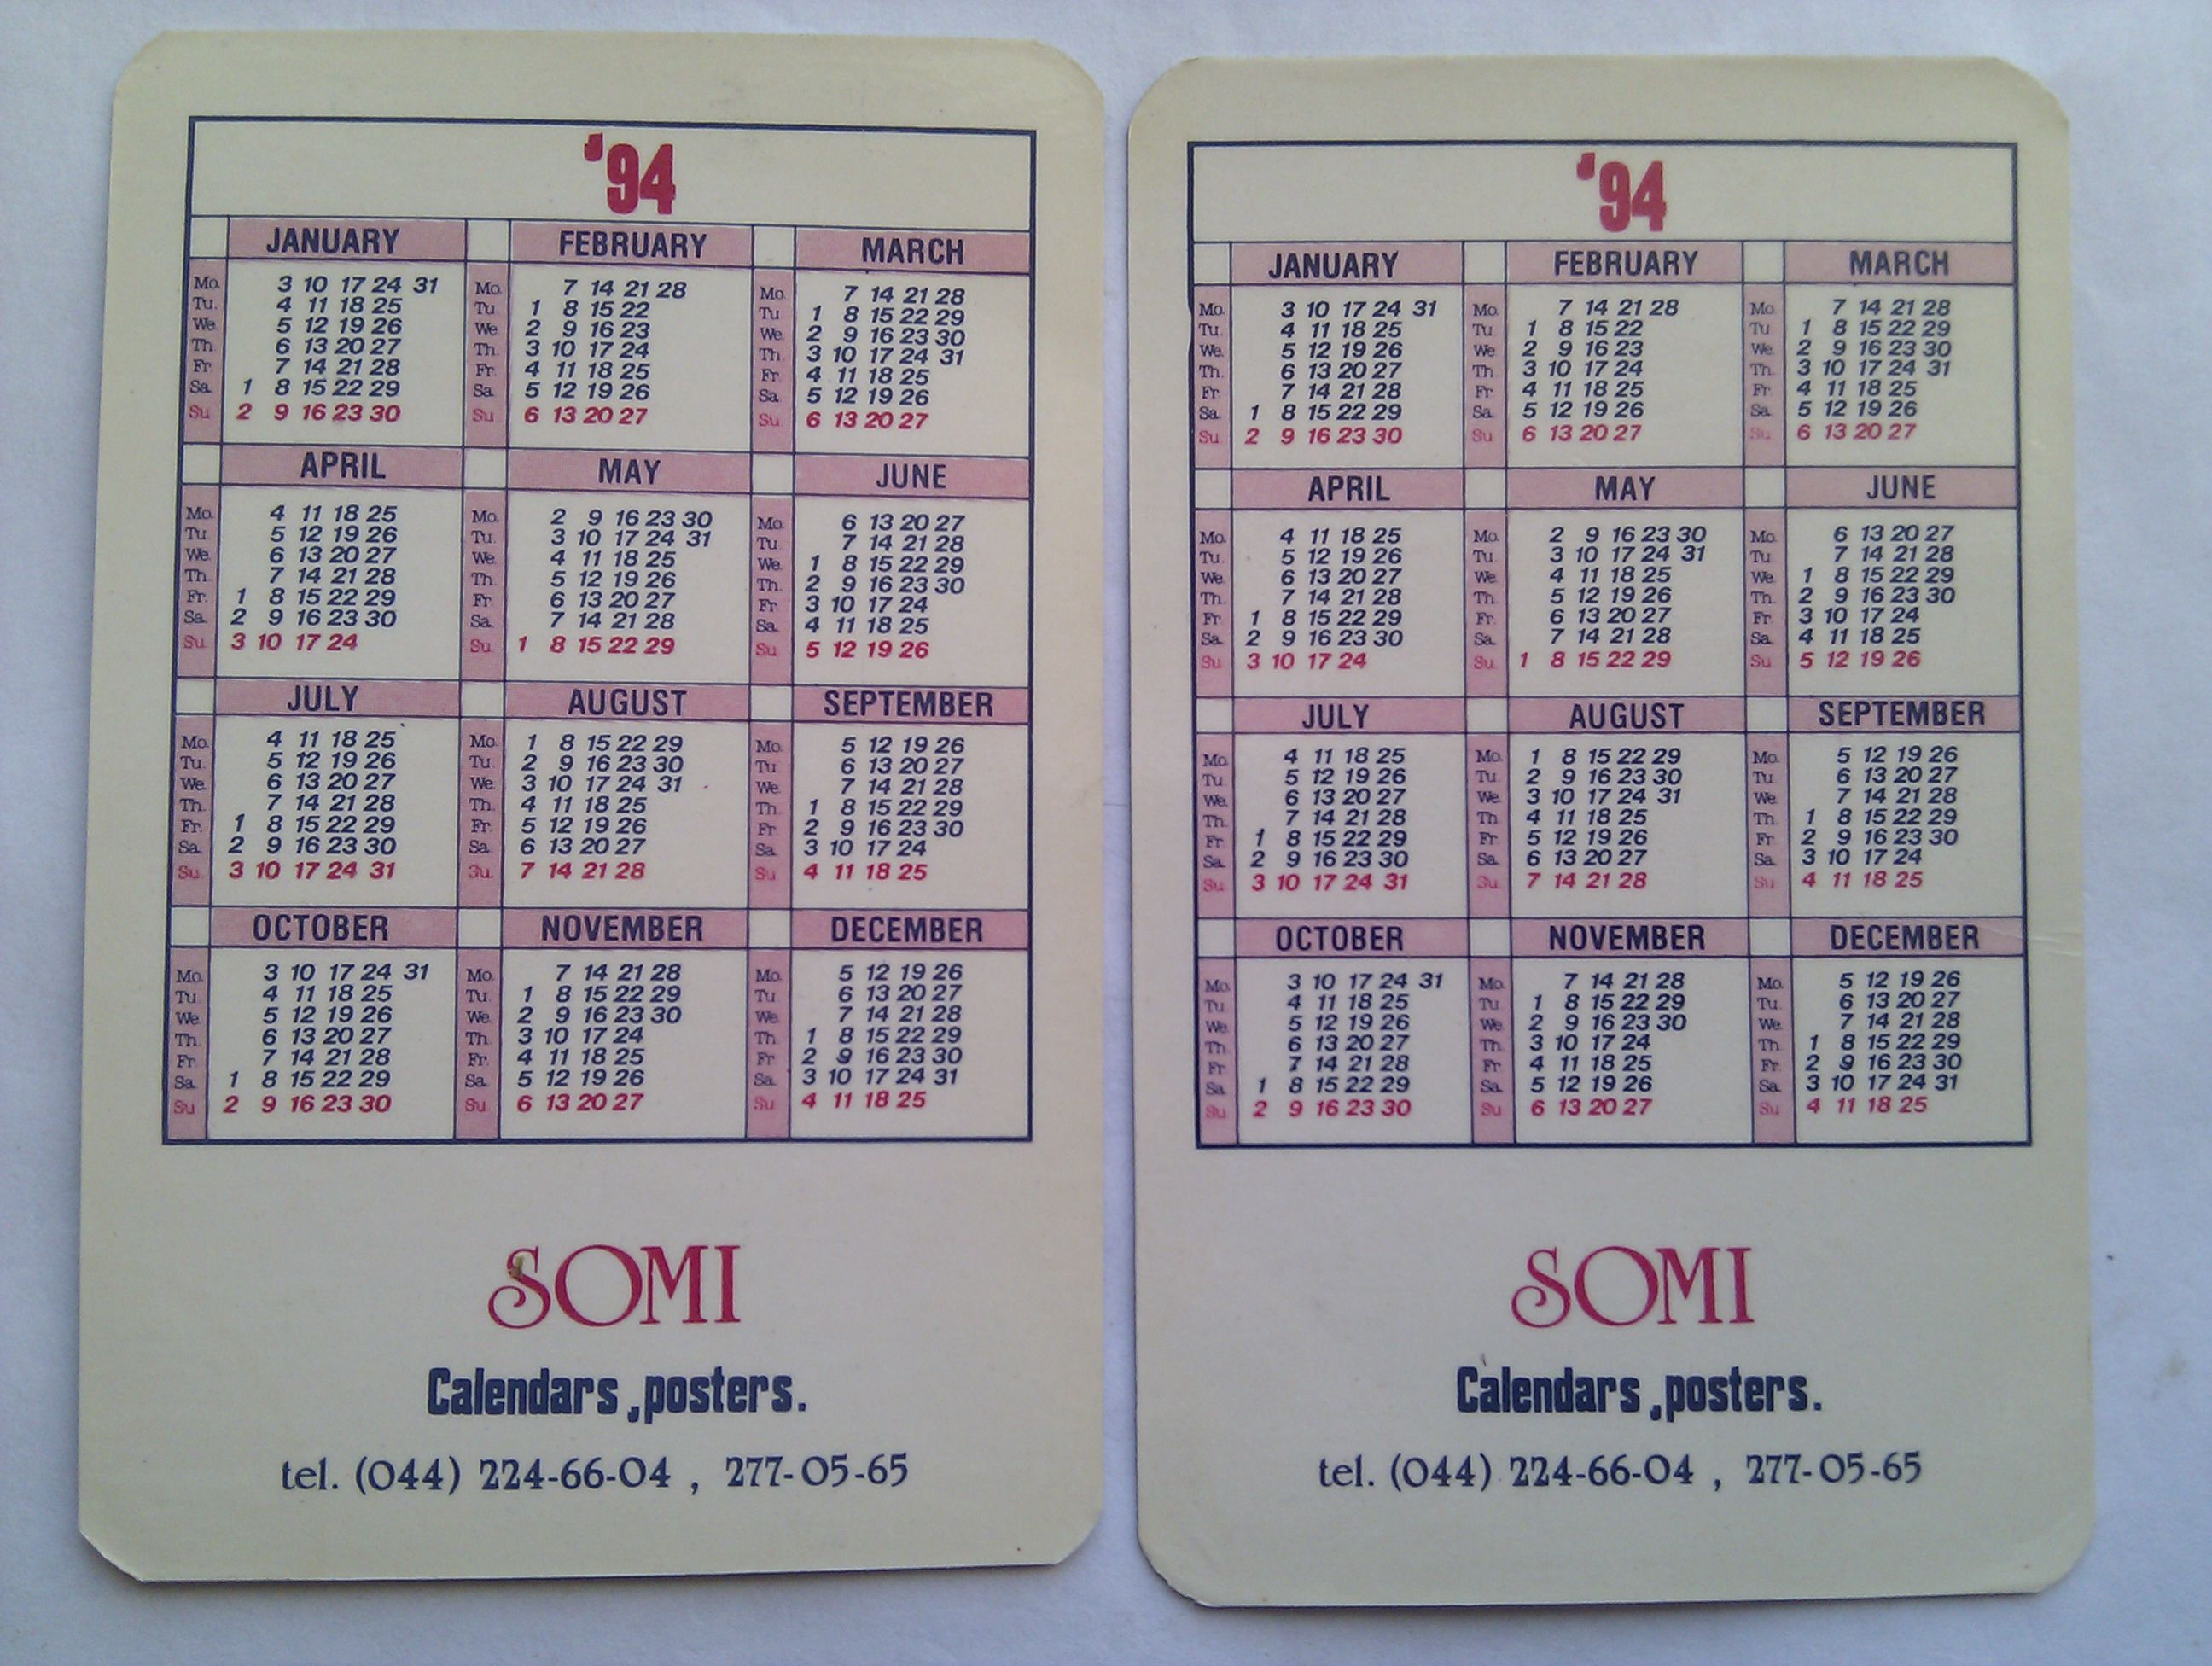 '94
JANUARY FEBRUARY MARCH
Mo. 3 10 17 24 31 Mo. 7 14 21 28 Mo. 7 14 21 28
Tu. 4 11 18 25 Tu. 1 8 15 22 Tu. 1 8 15 22 29
We. 5 12 19 26 We. 2 9 16 23 We. 2 9 16 23 30
Th. 6 13 20 27 Th. 3 10 17 24 Th. 3 10 17 24 31
Fr. 7 14 21 28 Fr. 4 11 18 25 Fr. 4 11 18 25
Sa. 1 8 15 22 29 Sa. 5 12 19 26 Sa. 5 12 19 26
Su. 2 9 16 23 30 Su. 6 13 20 27 Su. 6 13 20 27
APRIL MAY JUNE
Mo. 4 11 18 25 Mo. 2 9 16 23 30 Mo. 6 13 20 27
Tu. 5 12 19 26 Tu. 3 10 17 24 31 Tu. 7 14 21 28
We. 6 13 20 27 We. 4 11 18 25 We. 1 8 15 22 29
Th. 7 14 21 28 Th. 5 12 19 26 Th. 2 9 16 23 30
Fr. 1 8 15 22 29 Fr. 6 13 20 27 Fr. 3 10 17 24
Sa. 2 9 16 23 30 Sa. 7 14 21 28 Sa. 4 11 18 25
Su. 3 10 17 24 Su. 1 8 15 22 29 Su. 5 12 19 26
JULY AUGUST SEPTEMBER
Mo. 4 11 18 25 Mo. 1 8 15 22 29 Mo. 5 12 19 26
Tu. 5 12 19 26 Tu. 2 9 16 23 30 Tu. 6 13 20 27
We. 6 13 20 27 We. 3 10 17 24 31 We. 7 14 21 28
Th. 7 14 21 28 Th. 4 11 18 25 Th. 1 8 15 22 29
Fr. 1 8 15 22 29 Fr. 5 12 19 26 Fr. 2 9 16 23 30
Sa. 2 9 16 23 30 Sa. 6 13 20 27 Sa. 3 10 17 24
Su. 3 10 17 24 31 Su. 7 14 21 28 Su. 4 11 18 25
OCTOBER NOVEMBER DECEMBER
Mo. 3 10 17 24 31 Mo. 7 14 21 28 Mo. 5 12 19 26
Tu. 4 11 18 25 Tu. 1 8 15 22 29 Tu. 6 13 20 27
We. 5 12 19 26 We. 2 9 16 23 30 We. 7 14 21 28
Th. 6 13 20 27 Th. 3 10 17 24 Th. 1 8 15 22 29
Fr. 7 14 21 28 Fr. 4 11 18 25 Fr. 2 9 16 23 30
Sa. 1 8 15 22 29 Sa. 5 12 19 26 Sa. 3 10 17 24 31
Su. 2 9 16 23 30 Su. 6 13 20 27 Su. 4 11 18 25
SOMI
Calendars ,posters.
tel. (044) 224-66-04 , 277-05-65
'94
JANUARY FEBRUARY MARCH
Mo. 3 10 17 24 31 Mo. 7 14 21 28 Mo. 7 14 21 28
Tu. 4 11 18 25 Tu. 1 8 15 22 Tu. 1 8 15 22 29
We. 5 12 19 26 We. 2 9 16 23 We. 2 9 16 23 30
Th. 6 13 20 27 Th. 3 10 17 24 Th. 3 10 17 24 31
Fr. 7 14 21 28 Fr. 4 11 18 25 Fr. 4 11 18 25
Sa. 1 8 15 22 29 Sa. 5 12 19 26 Sa. 5 12 19 26
Su. 2 9 16 23 30 Su. 6 13 20 27 Su. 6 13 20 27
APRIL MAY JUNE
Mo. 4 11 18 25 Mo. 2 9 16 23 30 Mo. 6 13 20 27
Tu. 5 12 19 26 Tu. 3 10 17 24 31 Tu. 7 14 21 28
We. 6 13 20 27 We. 4 11 18 25 We. 1 8 15 22 29
Th. 7 14 21 28 Th. 5 12 19 26 Th. 2 9 16 23 30
Fr. 1 8 15 22 29 Fr. 6 13 20 27 Fr. 3 10 17 24
Sa. 2 9 16 23 30 Sa. 7 14 21 28 Sa. 4 11 18 25
Su. 3 10 17 24 Su. 1 8 15 22 29 Su. 5 12 19 26
JULY AUGUST SEPTEMBER
Mo. 4 11 18 25 Mo. 1 8 15 22 29 Mo. 5 12 19 26
Tu. 5 12 19 26 Tu. 2 9 16 23 30 Tu. 6 13 20 27
We. 6 13 20 27 We. 3 10 17 24 31 We. 7 14 21 28
Th. 7 14 21 28 Th. 4 11 18 25 Th. 1 8 15 22 29
Fr. 1 8 15 22 29 Fr. 5 12 19 26 Fr. 2 9 16 23 30
Sa. 2 9 16 23 30 Sa. 6 13 20 27 Sa. 3 10 17 24
Su. 3 10 17 24 31 Su. 7 14 21 28 Su. 4 11 18 25
OCTOBER NOVEMBER DECEMBER
Mo. 3 10 17 24 31 Mo. 7 14 21 28 Mo. 5 12 19 26
Tu. 4 11 18 25 Tu. 1 8 15 22 29 Tu. 6 13 20 27
We. 5 12 19 26 We. 2 9 16 23 30 We. 7 14 21 28
Th. 6 13 20 27 Th. 3 10 17 24 Th. 1 8 15 22 29
Fr. 7 14 21 28 Fr. 4 11 18 25 Fr. 2 9 16 23 30
Sa. 1 8 15 22 29 Sa. 5 12 19 26 Sa. 3 10 17 24 31
Su. 2 9 16 23 30 Su. 6 13 20 27 Su. 4 11 18 25
SOMI
Calendars ,posters.
tel. (044) 224-66-04 , 277-05-65